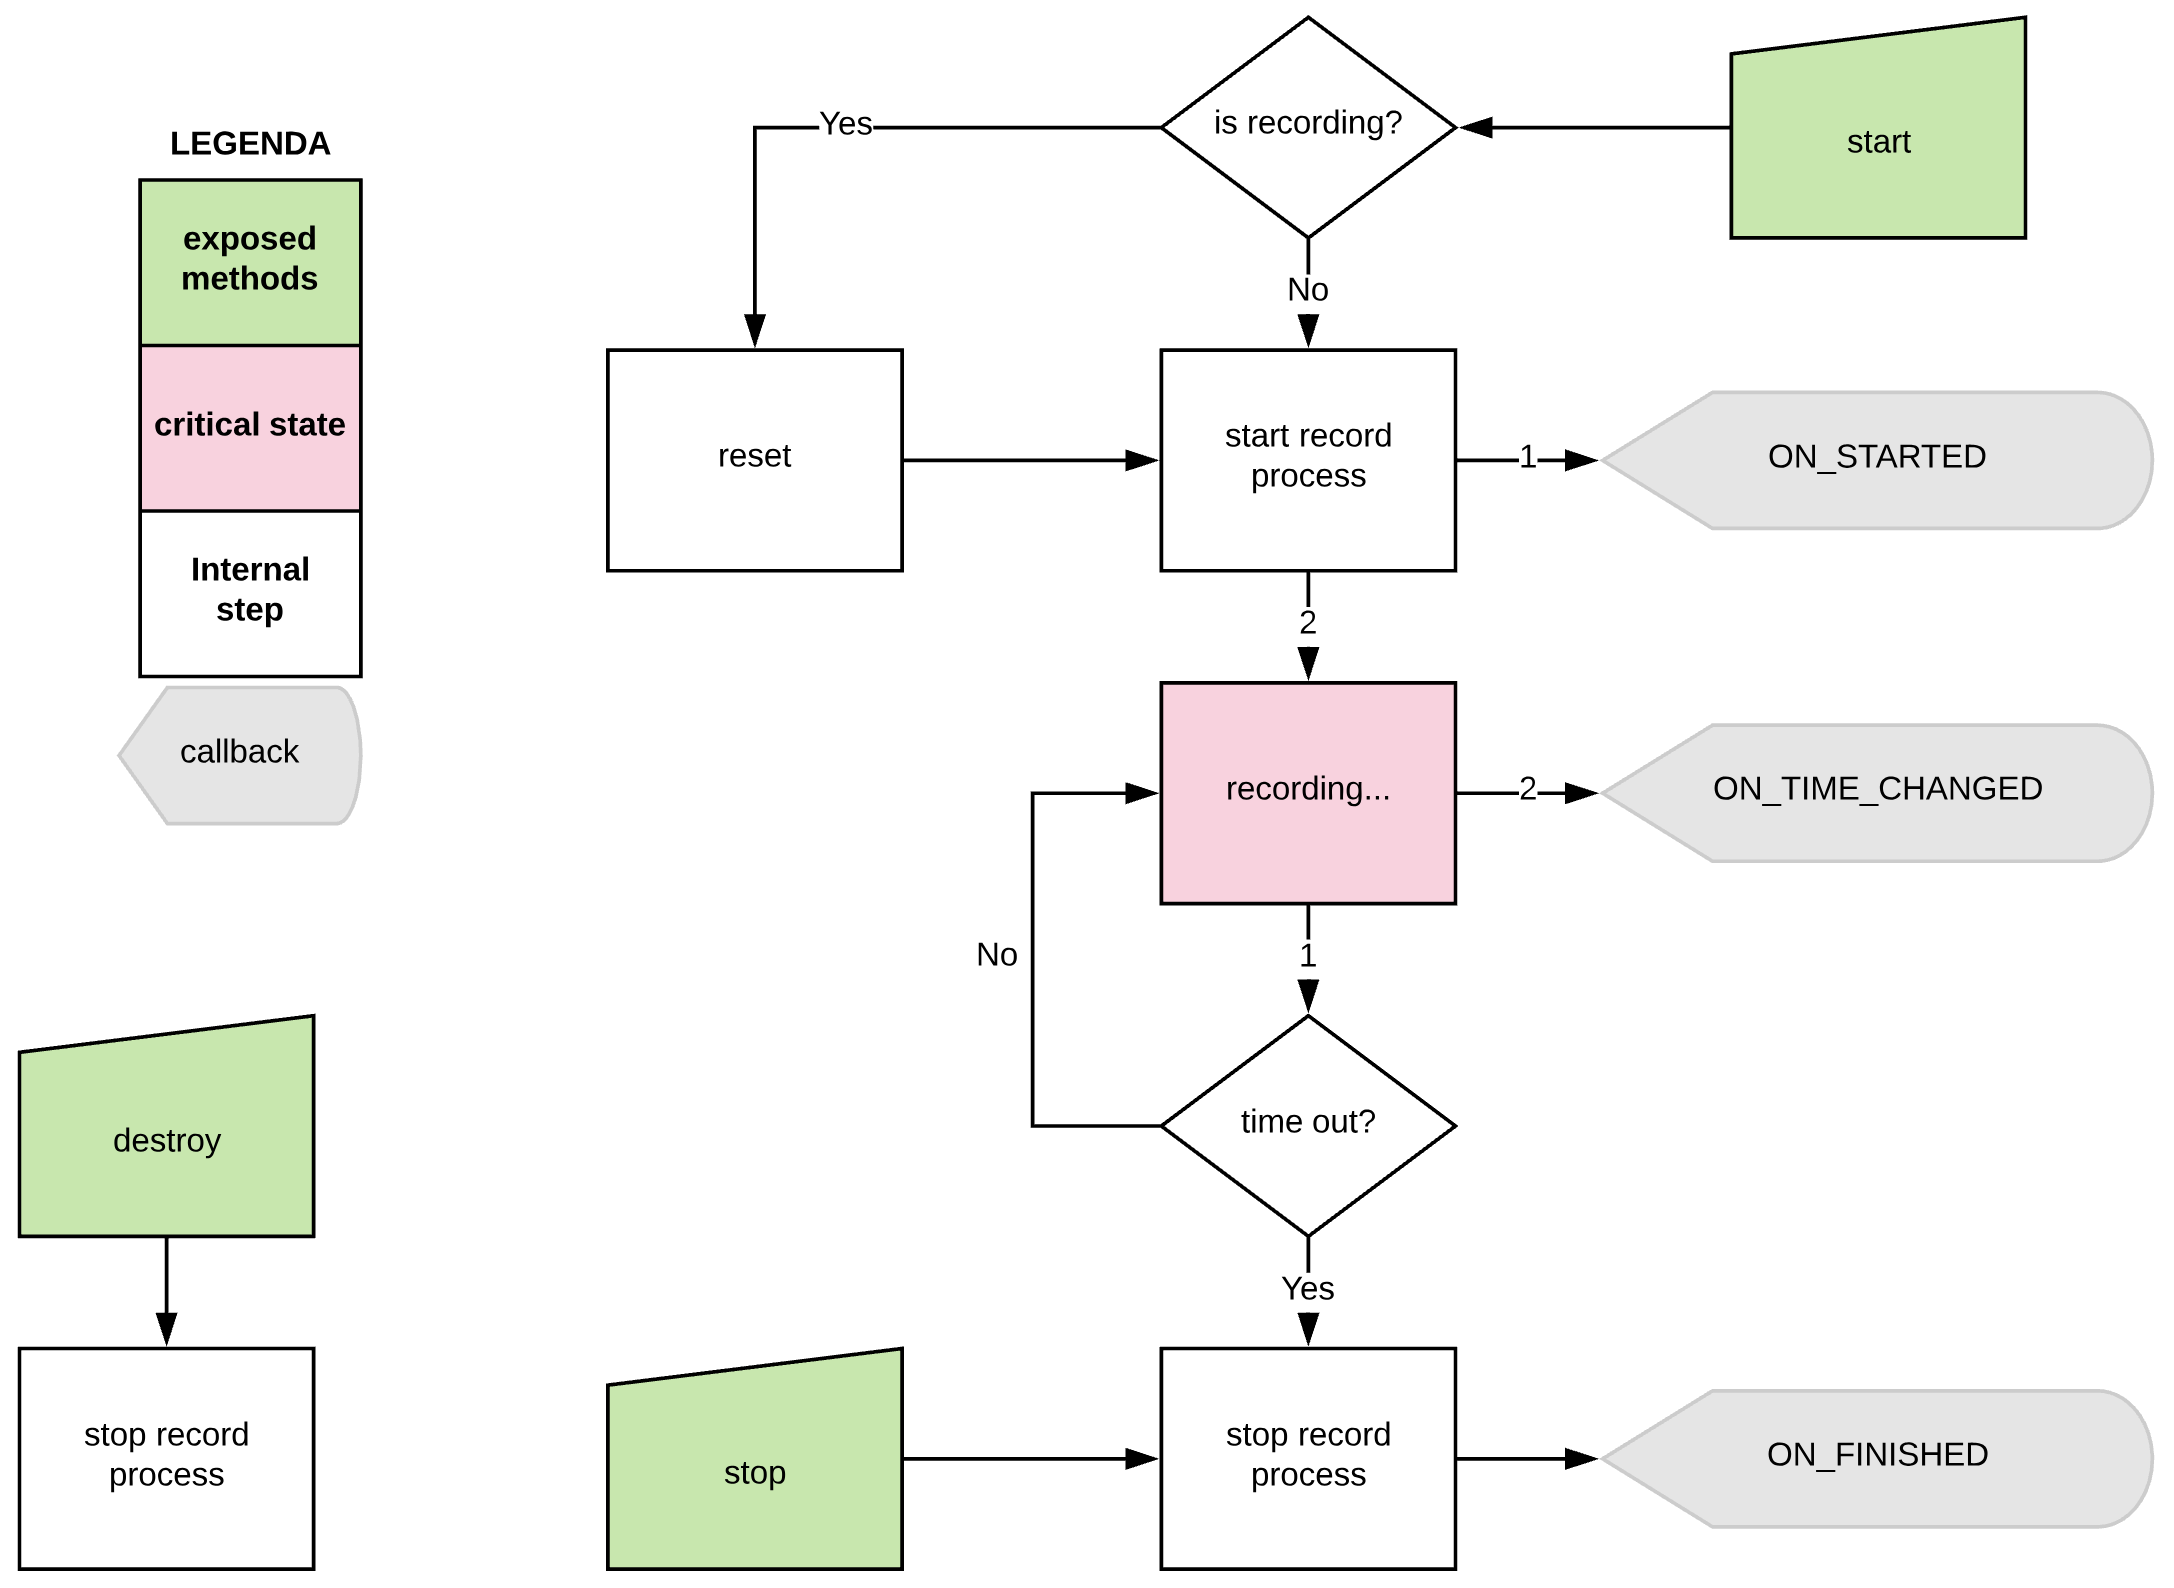 is recording?
start
Yes
LEGENDA
exposed
methods
No
critical state
reset
start record
process
1
ON_STARTED
Internal
step
2
callback
recording...
2
ON_TIME_CHANGED
No
1
destroy
time out?
Yes
stop record
process
stop
stop record
process
ON_FINISHED